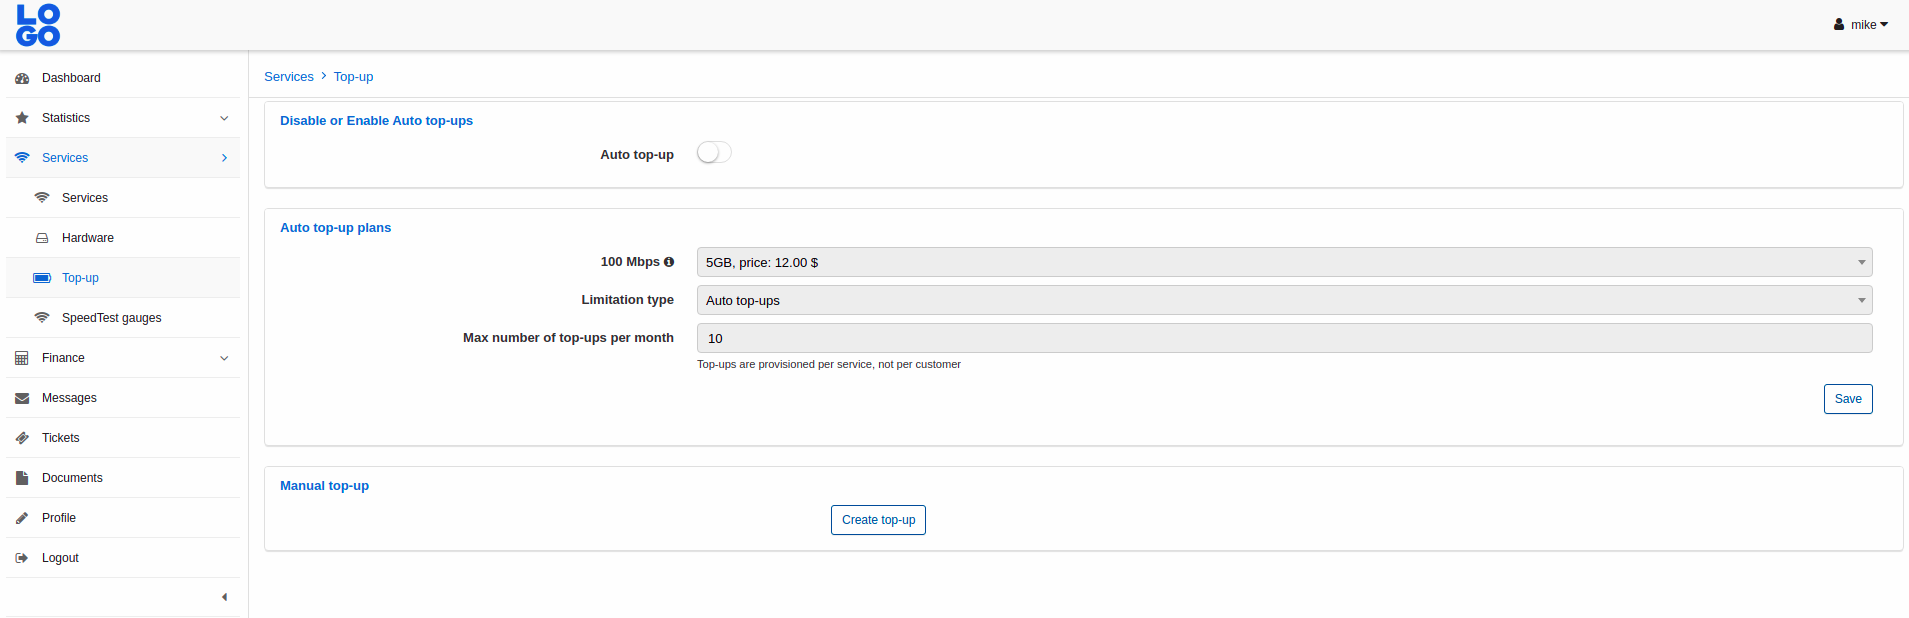 LO
GO
mike
Dashboard
Statistics
Services
Services
Hardware
Top-up
SpeedTest gauges
Finance
Messages
Tickets
Documents
Profile
Logout
Services > Top-up
Disable or Enable Auto top-ups
Auto top-up
Auto top-up plans
100 Mbps 5GB, price: 12.00 $
Limitation type Auto top-ups
Max number of top-ups per month 10
Top-ups are provisioned per service, not per customer
Save
Manual top-up
Create top-up